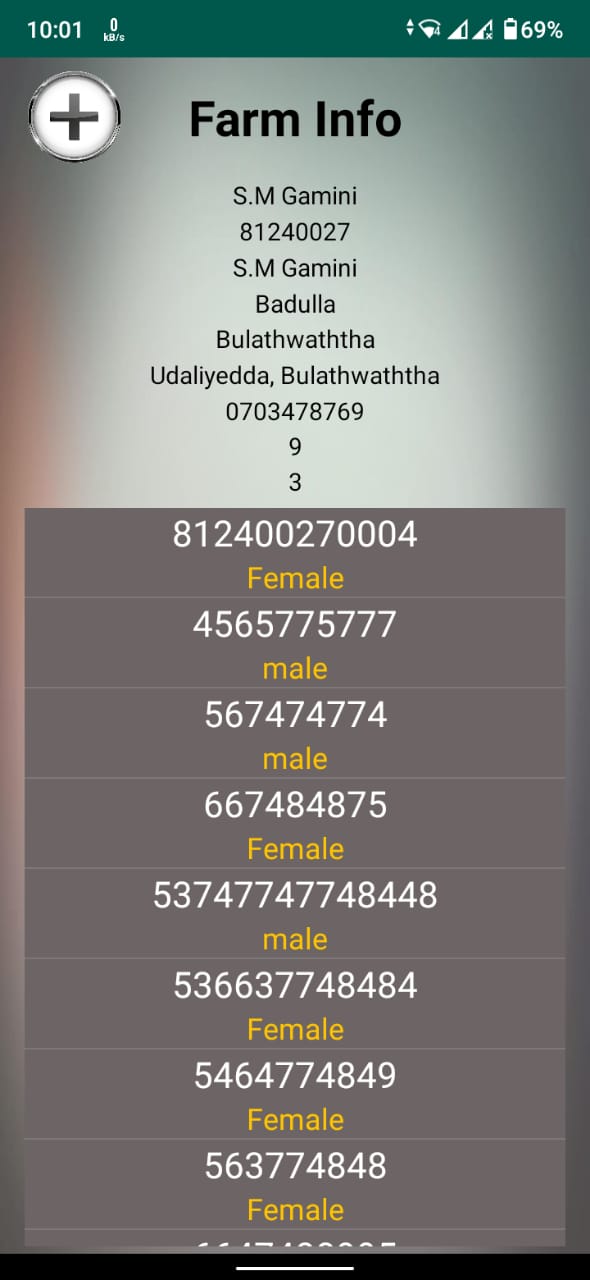 10:01 0 kB/s 4 69%
Farm Info
S.M Gamini
81240027
S.M Gamini
Badulla
Bulathwaththa
Udaliyedda, Bulathwaththa
0703478769
9
3
812400270004
Female
4565775777
male
567474774
male
667484875
Female
53747747748448
male
536637748484
Female
5464774849
Female
563774848
Female